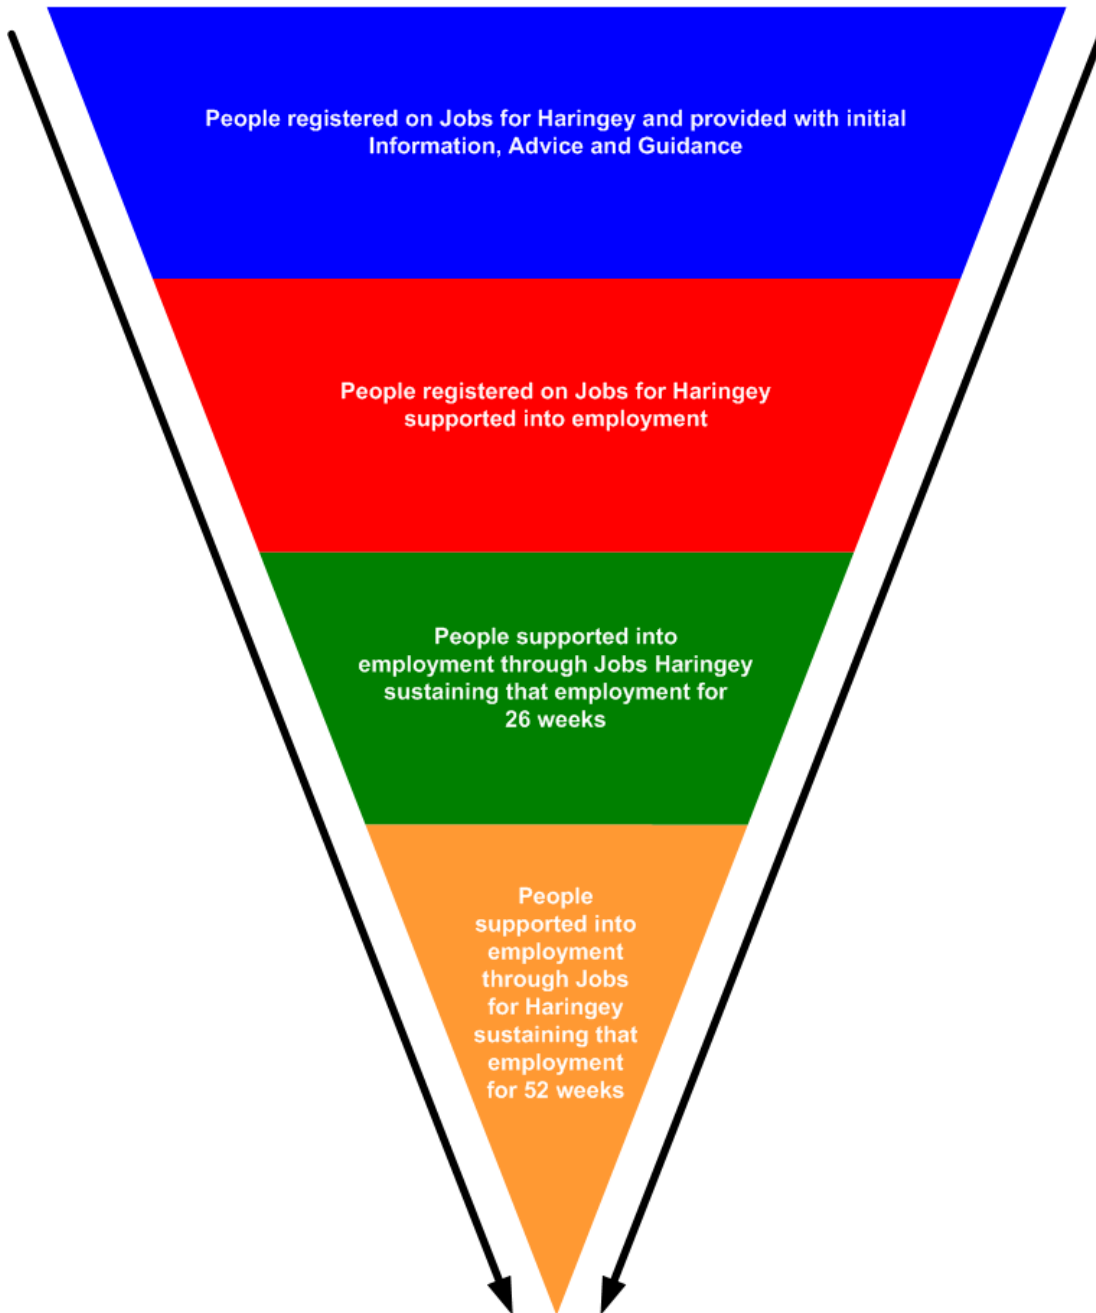 People registered on Jobs for Haringey and provided with initial
Information, Advice and Guidance
People registered on Jobs for Haringey
supported into employment
People supported into
employment through Jobs Haringey
sustaining that employment for
26 weeks
People
supported into
employment
through Jobs
for Haringey
sustaining that
employment
for 52 weeks